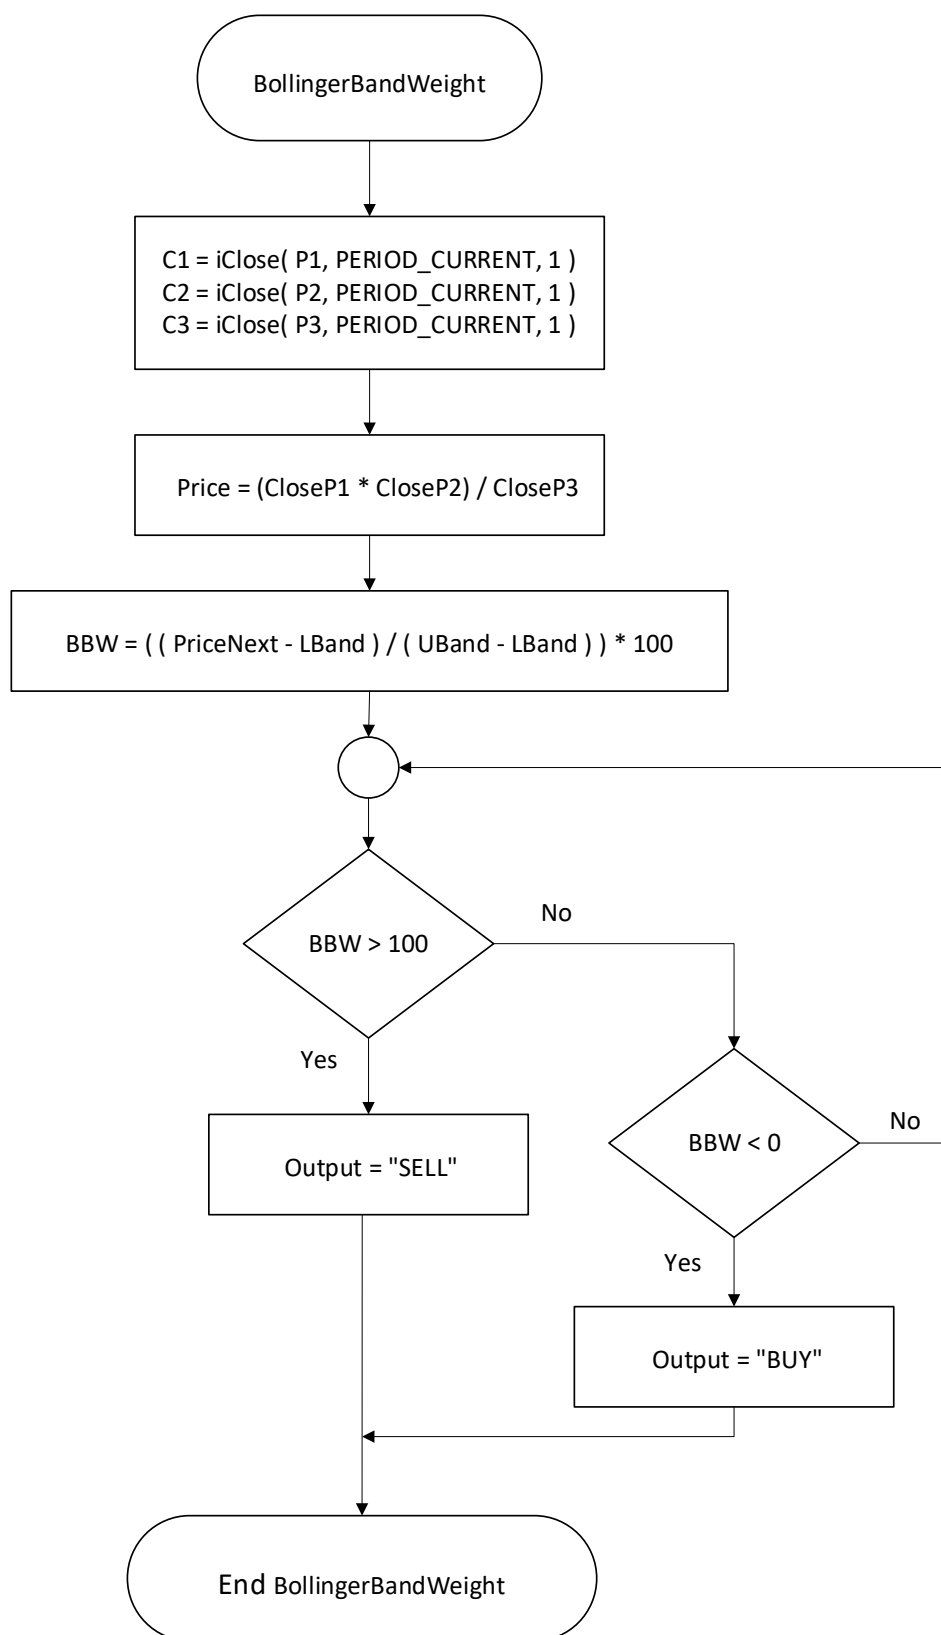 BollingerBandWeight
C1 = iClose( P1, PERIOD_CURRENT, 1 )
C2 = iClose( P2, PERIOD_CURRENT, 1 )
C3 = iClose( P3, PERIOD_CURRENT, 1 )
Price = (CloseP1 * CloseP2) / CloseP3
BBW = ( ( PriceNext - LBand ) / ( UBand - LBand ) ) * 100
BBW > 100
No
Yes
Output = "SELL"
BBW < 0
No
Yes
Output = "BUY"
End BollingerBandWeight